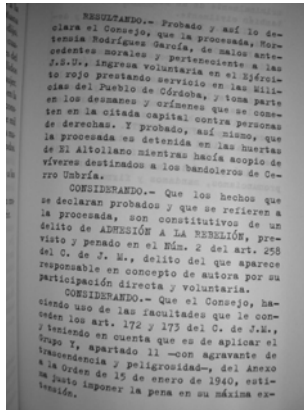 RESULTANDO.- Probado y así lo de-
clara el Consejo, que la procesada, Hor-
tensia Rodríguez García, de malos ante-
cedentes morales y perteneciente a las
J.S.U., ingresa voluntaria en el Ejérci-
to rojo prestando servicio en las Mili-
cias del Pueblo de Córdoba, y toma parte
en los desmanes y crímenes que se come-
ten en la citada capital contra personas
de derechas. Y probado, así mismo, que
la procesada es detenida en las huertas
de El Altollano mientras hacía acopio de
víveres destinados a los bandoleros de Ce-
rro Umbría.
CONSIDERANDO.- Que los hechos que
se declaran probados y que se refieren a
la procesada, son constitutivos de un
delito de ADHESIÓN A LA REBELIÓN, pre-
visto y penado en el Núm. 2 del art. 258
del C. de J. M., delito del que aparece
responsable en concepto de autora por su
participación directa y voluntaria.
CONSIDERANDO.- Que el Consejo, ha-
ciendo uso de las facultades que le con-
ceden los art. 172 y 173 del C. de J.M.,
y teniendo en cuenta que es de aplicar el
Grupo Y, apartado 11 —con agravante de
trascendencia y peligrosidad—, del Anexo
a la Orden de 15 de enero de 1940, esti-
ma justo imponer la pena en su máxima ex-
tensión.